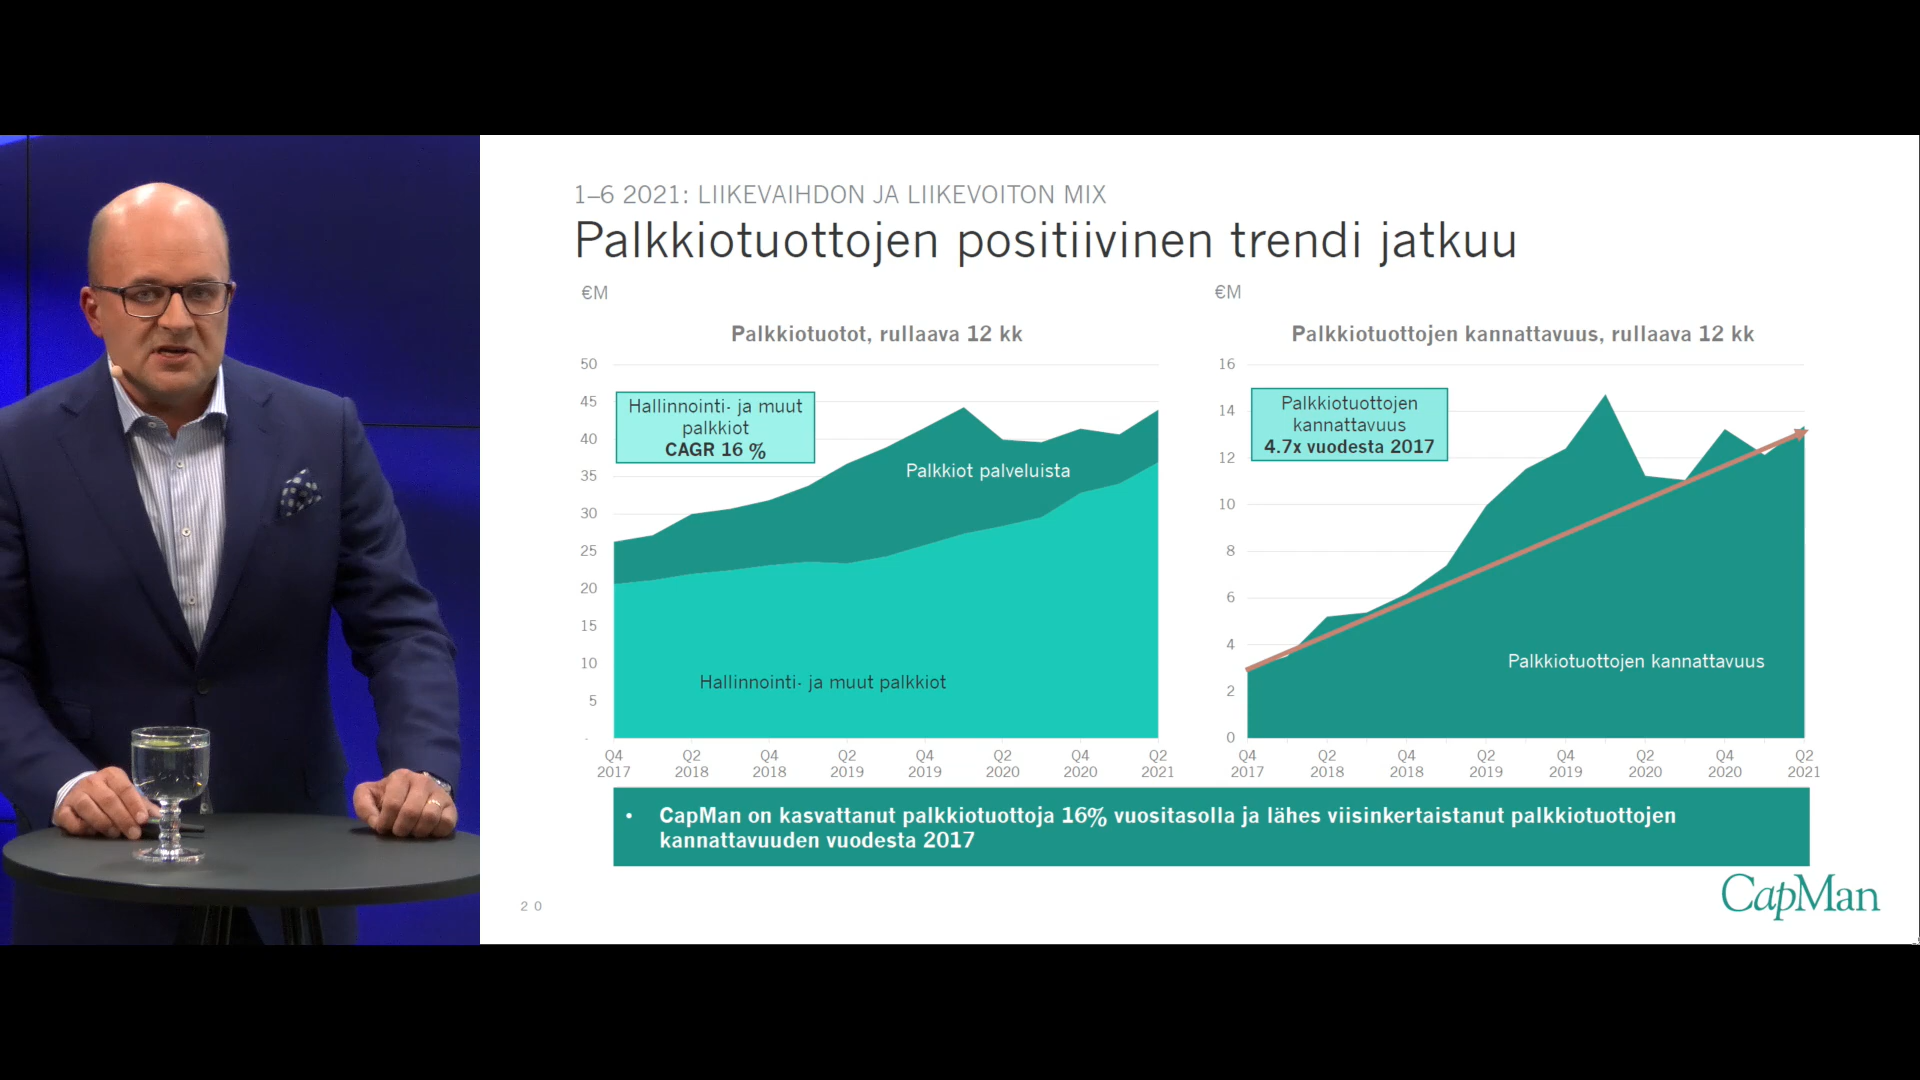 1–6 2021: LIIKEVAIHDON JA LIIKEVOITON MIX
Palkkiotuottojen positiivinen trendi jatkuu
€M
Palkkiotuotot, rullaava 12 kk
50
45
40
35
30
25
20
15
10
5
-
Hallinnointi- ja muut
palkkiot
CAGR 16 %
Palkkiot palveluista
Hallinnointi- ja muut palkkiot
Q4 Q2 Q4 Q2 Q4 Q2 Q4 Q2
2017 2018 2018 2019 2019 2020 2020 2021
€M
Palkkiotuottojen kannattavuus, rullaava 12 kk
16
14
12
10
8
6
4
2
0
Palkkiotuottojen
kannattavuus
4.7x vuodesta 2017
Palkkiotuottojen kannattavuus
Q4 Q2 Q4 Q2 Q4 Q2 Q4 Q2
2017 2018 2018 2019 2019 2020 2020 2021
• CapMan on kasvattanut palkkiotuottoja 16% vuositasolla ja lähes viisinkertaistanut palkkiotuottojen
kannattavuuden vuodesta 2017
20
CapMan